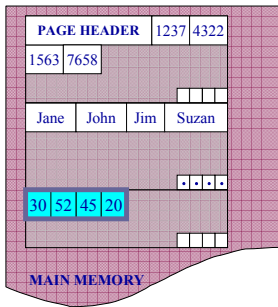 PAGE HEADER 1237 4322
1563 7658
Jane John Jim Suzan
30 52 45 20
MAIN MEMORY